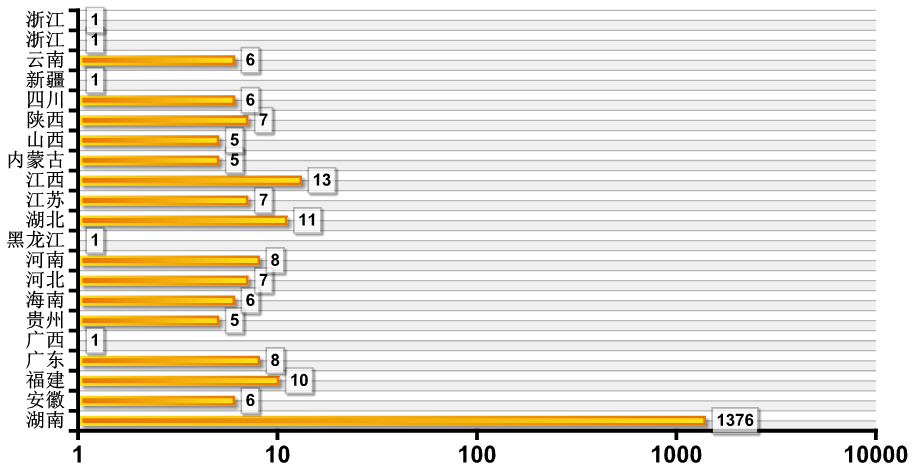 浙江 1
浙江 1
云南 6
新疆 1
四川 6
陕西 7
山西 5
内蒙古 5
江西 13
江苏 7
湖北 11
黑龙江 1
河南 8
河北 7
海南 6
贵州 5
广西 1
广东 8
福建 10
安徽 6
湖南 1376
1 10 100 1000 10000